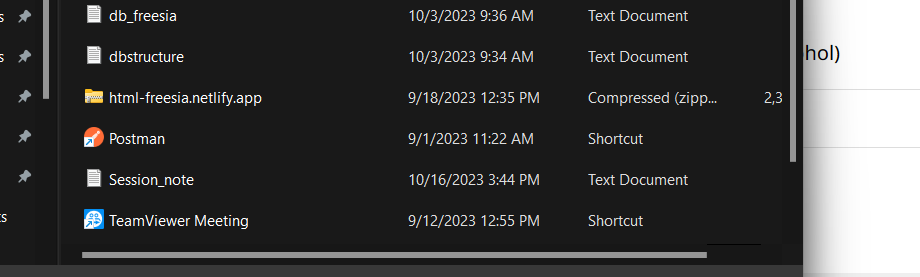 db_freesia 10/3/2023 9:36 AM Text Document
dbstructure 10/3/2023 9:34 AM Text Document
hol)
html-freesia.netlify.app 9/18/2023 12:35 PM Compressed (zipp... 2,3
Postman 9/1/2023 11:22 AM Shortcut
Session_note 10/16/2023 3:44 PM Text Document
TeamViewer Meeting 9/12/2023 12:55 PM Shortcut